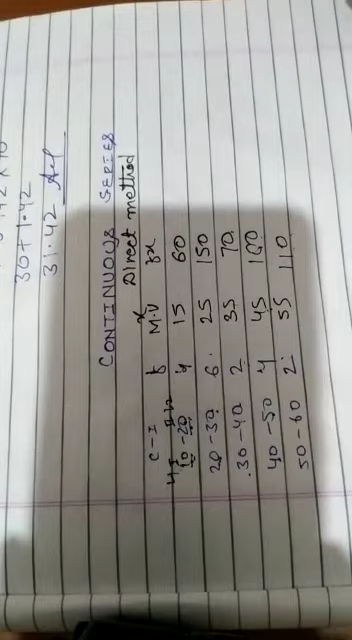 30+1.42
31.42 Ans
CONTINUOUS SERIES
Direct method
x
C-I f M.V fx
10-20 4 15 60
20-30 6 25 150
30-40 2 35 70
40-50 4 45 180
50-60 2 55 110